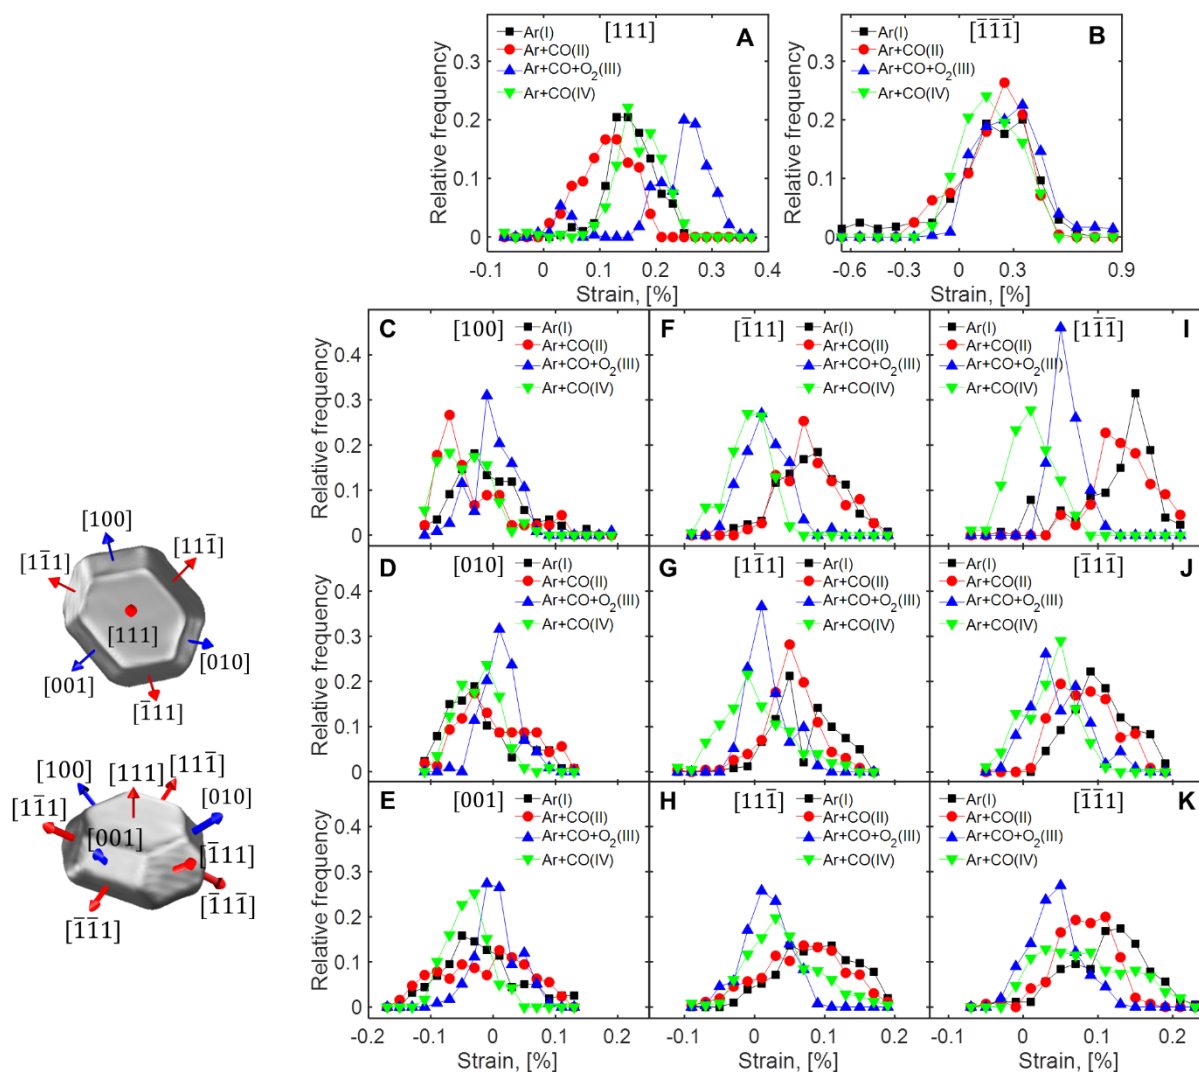 [111] A
Ar(I)
Ar+CO(II)
Ar+CO+O₂(III)
Ar+CO(IV)
Relative frequency
0.3
0.2
0.1
0
-0.1 0 0.1 0.2 0.3 0.4
Strain, [%]
[1̄1̄1̄] B
Ar(I)
Ar+CO(II)
Ar+CO+O₂(III)
Ar+CO(IV)
Relative frequency
0.3
0.2
0.1
0
-0.6 -0.3 0 0.3 0.6 0.9
Strain, [%]
C [100]
Ar(I)
Ar+CO(II)
Ar+CO+O₂(III)
Ar+CO(IV)
Relative frequency
0.4
0.3
0.2
0.1
0
F [1̄11]
Ar(I)
Ar+CO(II)
Ar+CO+O₂(III)
Ar+CO(IV)
[11̄1̄] I
Ar(I)
Ar+CO(II)
Ar+CO+O₂(III)
Ar+CO(IV)
D [010]
Ar(I)
Ar+CO(II)
Ar+CO+O₂(III)
Ar+CO(IV)
Relative frequency
0.4
0.3
0.2
0.1
0
G [11̄1]
Ar(I)
Ar+CO(II)
Ar+CO+O₂(III)
Ar+CO(IV)
[1̄11̄] J
Ar(I)
Ar+CO(II)
Ar+CO+O₂(III)
Ar+CO(IV)
E [001]
Ar(I)
Ar+CO(II)
Ar+CO+O₂(III)
Ar+CO(IV)
Relative frequency
0.4
0.3
0.2
0.1
0
-0.2 -0.1 0 0.1 0.2
Strain, [%]
H [111̄]
Ar(I)
Ar+CO(II)
Ar+CO+O₂(III)
Ar+CO(IV)
-0.1 0 0.1 0.2
Strain, [%]
[1̄1̄1] K
Ar(I)
Ar+CO(II)
Ar+CO+O₂(III)
Ar+CO(IV)
-0.1 0 0.1 0.2
Strain, [%]
[100]
[11̄1]
[111̄]
[111]
[010]
[001]
[1̄11]
[100]
[111]
[111̄]
[010]
[11̄1]
[001]
[1̄11]
[1̄11̄]
[1̄1̄1]